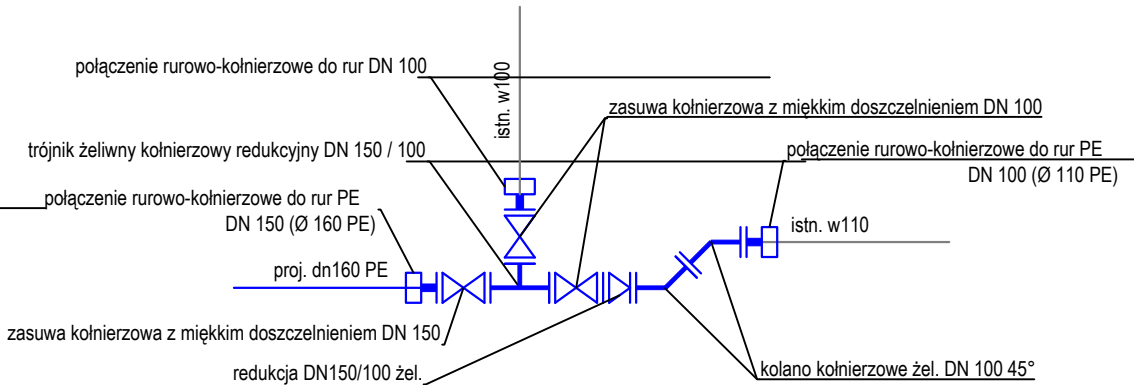 połączenie rurowo-kołnierzowe do rur DN 100
istn. w100
zasuwa kołnierzowa z miękkim doszczelnieniem DN 100
trójnik żeliwny kołnierzowy redukcyjny DN 150 / 100
połączenie rurowo-kołnierzowe do rur PE
DN 100 (Ø 110 PE)
połączenie rurowo-kołnierzowe do rur PE
DN 150 (Ø 160 PE)
istn. w110
proj. dn160 PE
zasuwa kołnierzowa z miękkim doszczelnieniem DN 150
redukcja DN150/100 żel.
kolano kołnierzowe żel. DN 100 45°